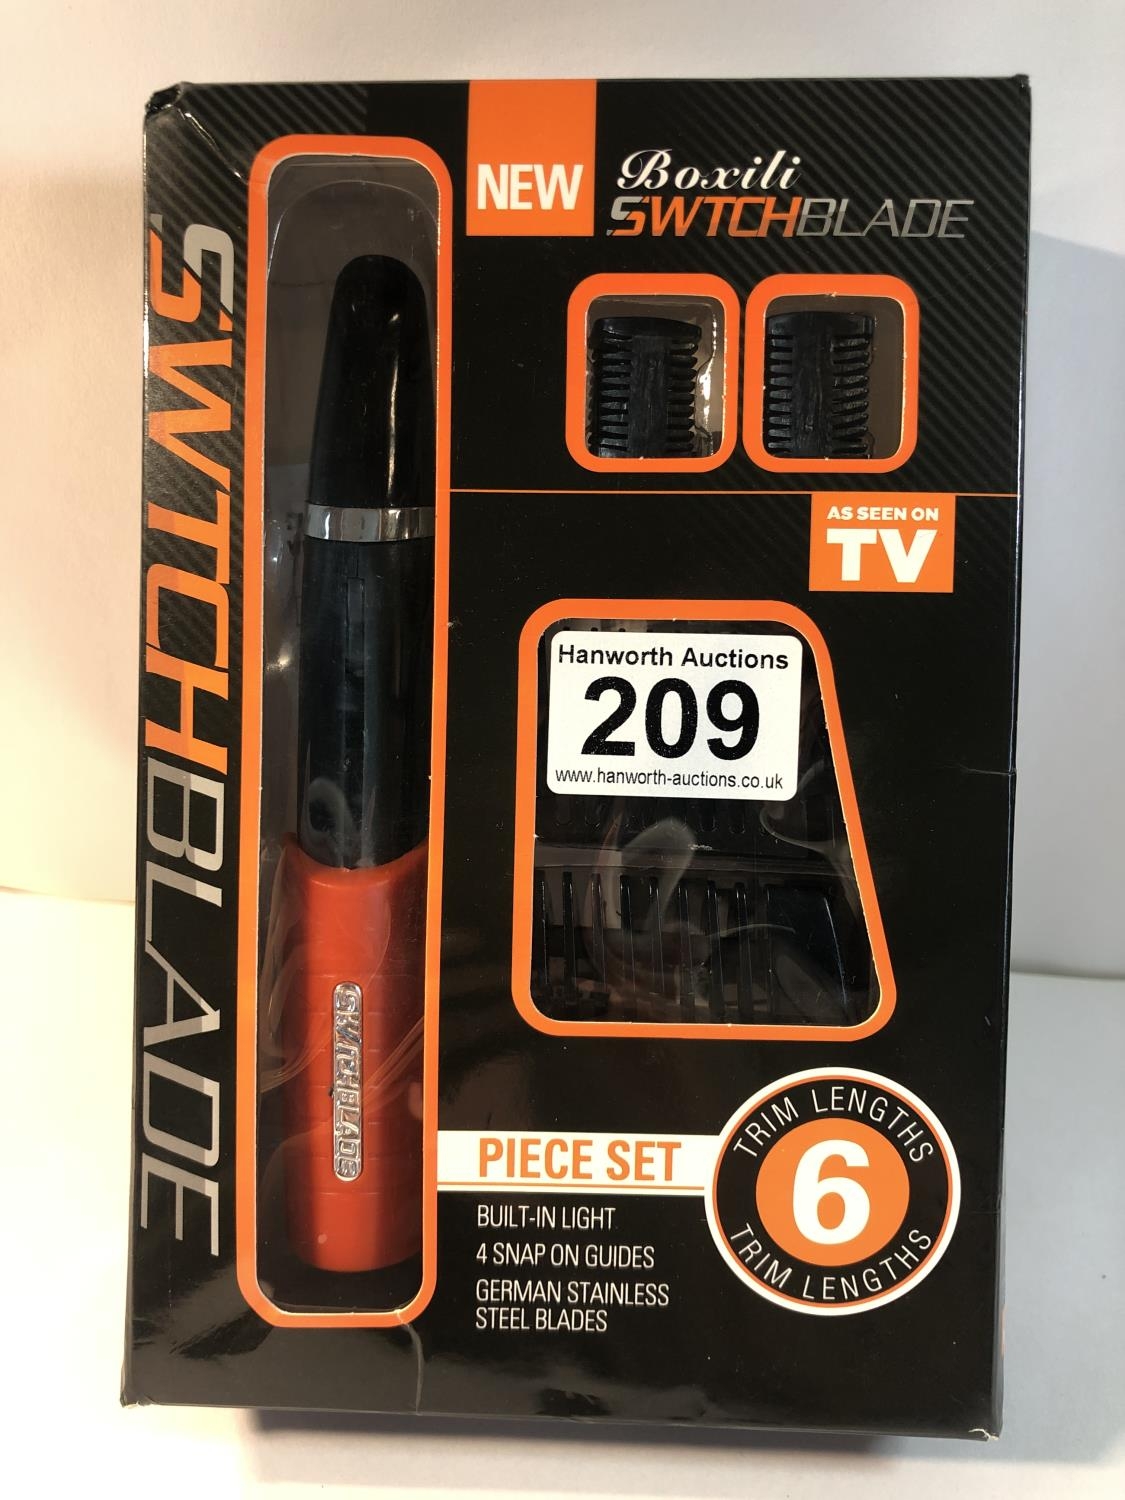 SWTCHBLADE
NEW
Boxili
SWTCHBLADE
AS SEEN ON
TV
Hanworth Auctions
209
www.hanworth-auctions.co.uk
SWITCHBLADE
PIECE SET
TRIM LENGTHS
6
TRIM LENGTHS
BUILT-IN LIGHT
4 SNAP ON GUIDES
GERMAN STAINLESS
STEEL BLADES